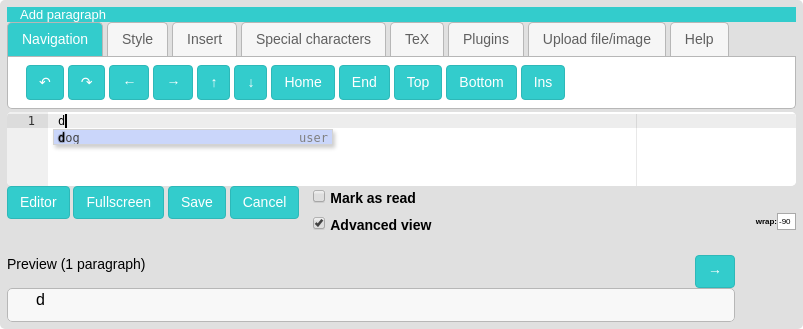 Add paragraph
Navigation Style Insert Special characters TeX Plugins Upload file/image Help
↶ ↷ ← → ↑ ↓ Home End Top Bottom Ins
1 d
dog user
Editor Fullscreen Save Cancel
Mark as read
Advanced view
wrap: -90
Preview (1 paragraph) →
d